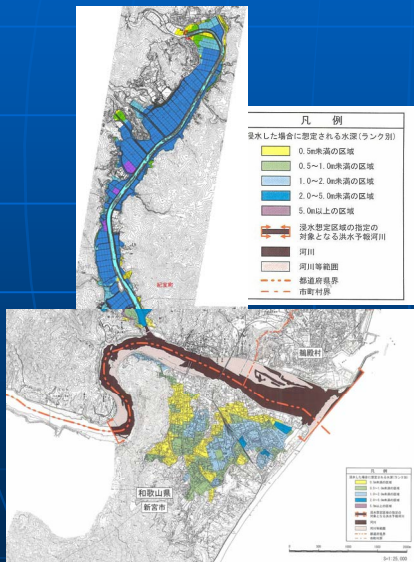 凡 例
浸水した場合に想定される水深(ランク別)
0.5m未満の区域
0.5～1.0m未満の区域
1.0～2.0m未満の区域
2.0～5.0m未満の区域
5.0m以上の区域
浸水想定区域の指定の
対象となる洪水予報河川
河川
河川等範囲
都道府県界
市町村界
紀宝町
鵜殿村
和歌山県
新宮市
凡 例
S=1:25,000